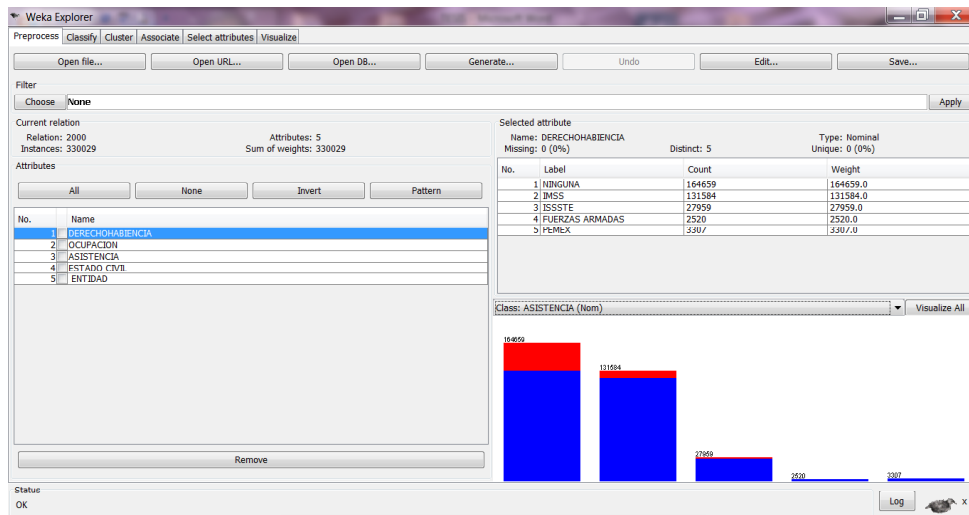 Weka Explorer
Preprocess Classify Cluster Associate Select attributes Visualize
Open file... Open URL... Open DB... Generate... Undo Edit... Save...
Filter
Choose None Apply
Current relation
Relation: 2000 Attributes: 5
Instances: 330029 Sum of weights: 330029
Attributes
All None Invert Pattern
No. Name
1 DERECHOHABIENCIA
2 OCUPACION
3 ASISTENCIA
4 ESTADO CIVIL
5 ENTIDAD
Remove
Selected attribute
Name: DERECHOHABIENCIA Type: Nominal
Missing: 0 (0%) Distinct: 5 Unique: 0 (0%)
No. Label Count Weight
1 NINGUNA 164659 164659.0
2 IMSS 131584 131584.0
3 ISSSTE 27959 27959.0
4 FUERZAS ARMADAS 2520 2520.0
5 PEMEX 3307 3307.0
Class: ASISTENCIA (Nom) Visualize All
164659
131584
27959
2520
3307
Status
OK
Log
x